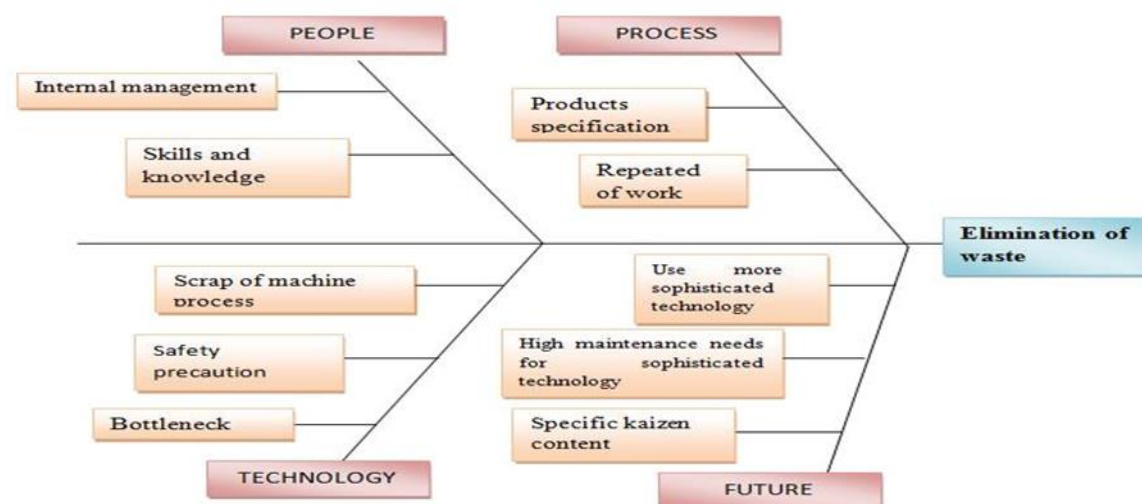 PEOPLE
PROCESS
Internal management
Products
specification
Skills and
knowledge
Repeated
of work
Elimination of
waste
Scrap of machine
process
Use more
sophisticated
technology
Safety
precaution
High maintenance needs
for sophisticated
technology
Bottleneck
Specific kaizen
content
TECHNOLOGY
FUTURE